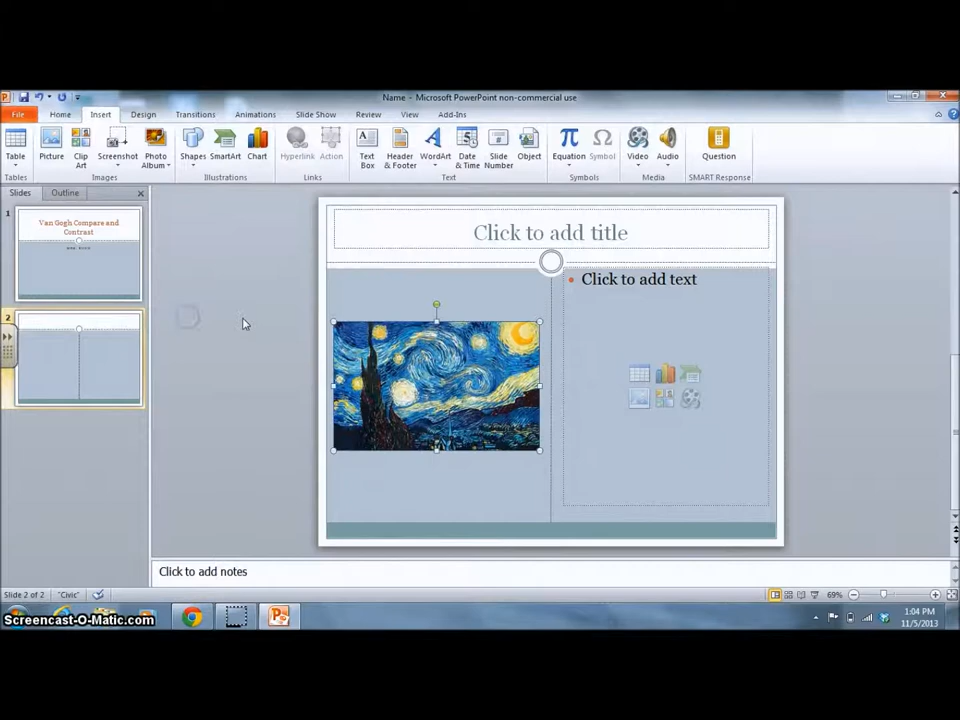 Name - Microsoft PowerPoint non-commercial use
File Home Insert Design Transitions Animations Slide Show Review View Add-Ins
Table Picture Clip Art Screenshot Photo Album Shapes SmartArt Chart Hyperlink Action Text Box Header & Footer WordArt Date & Time Slide Number Object Equation Symbol Video Audio Question
Tables Images Illustrations Links Text Symbols Media SMART Response
Slides Outline
1
Van Gogh Compare and
Contrast
2
Click to add title
Click to add text
Click to add notes
Slide 2 of 2 "Civic" 69%
Screencast-O-Matic.com
1:04 PM
11/5/2013